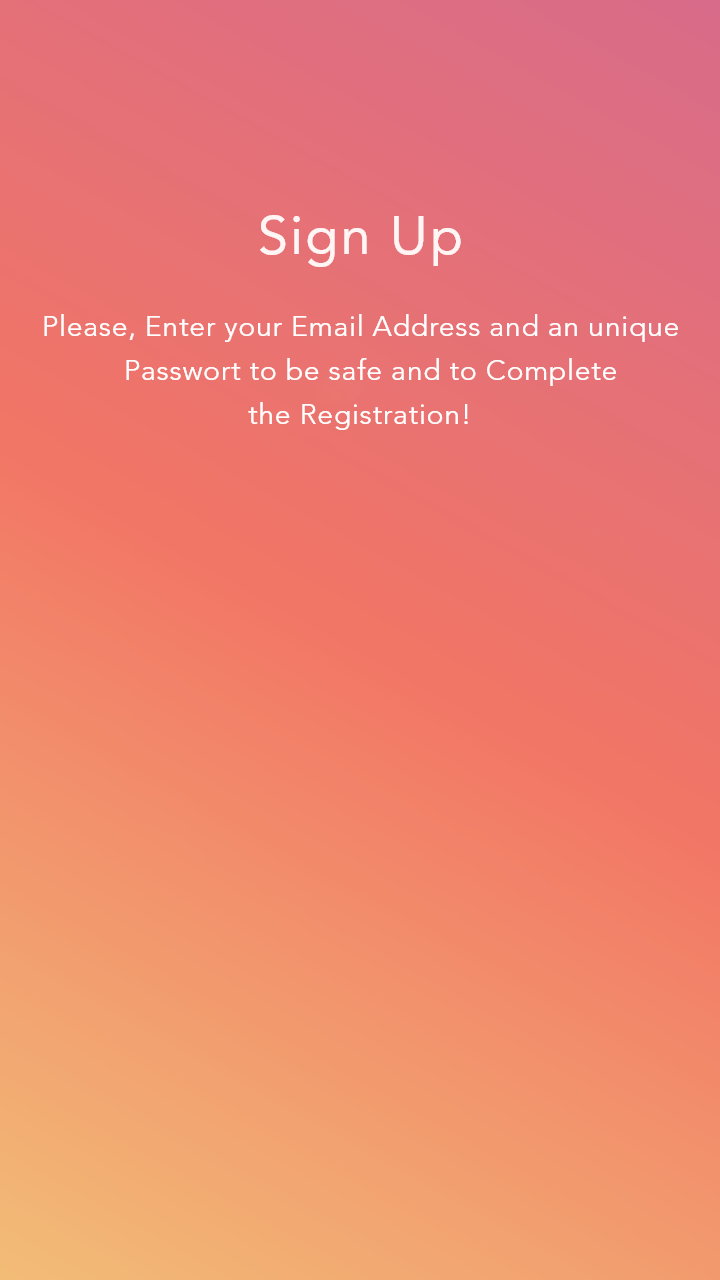 Sign Up
Please, Enter your Email Address and an unique
Passwort to be safe and to Complete
the Registration!